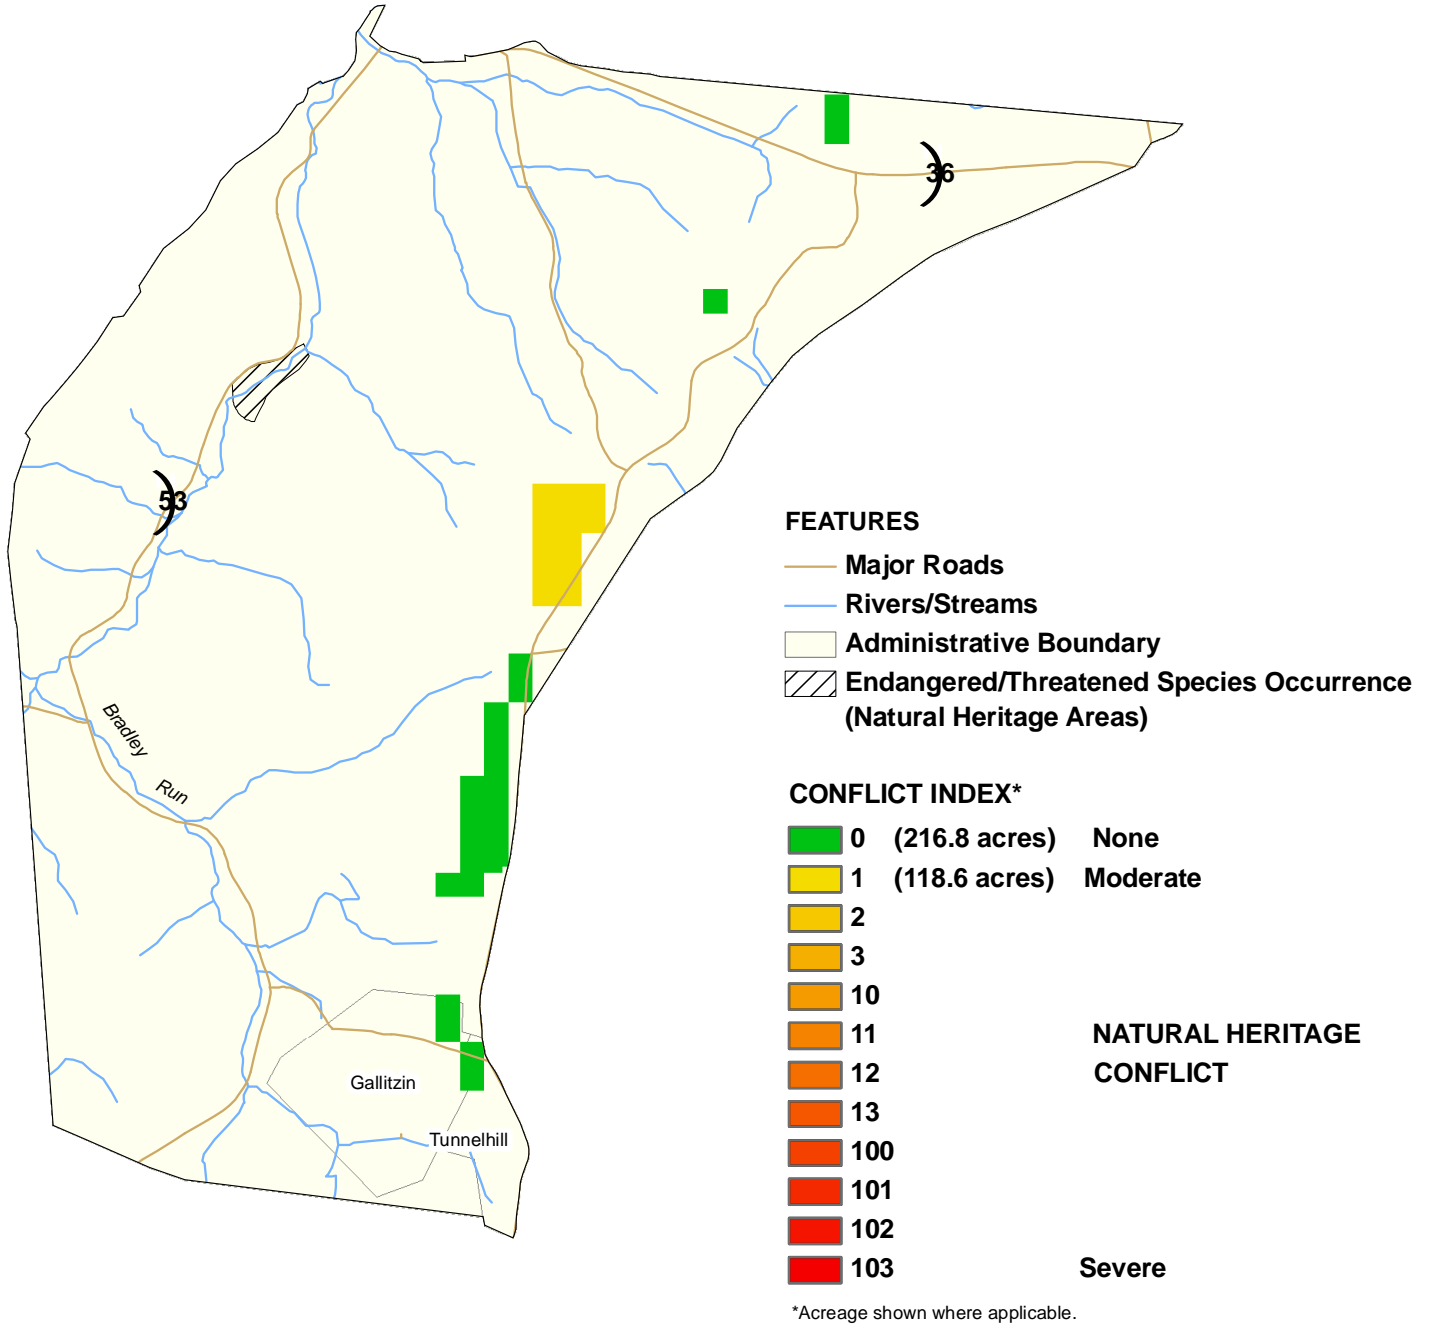 36
53
Bradley
Run
Gallitzin
Tunnelhill
FEATURES
Major Roads
Rivers/Streams
Administrative Boundary
Endangered/Threatened Species Occurrence
(Natural Heritage Areas)
CONFLICT INDEX*
0 (216.8 acres) None
1 (118.6 acres) Moderate
2
3
10
11 NATURAL HERITAGE
12 CONFLICT
13
100
101
102
103 Severe
*Acreage shown where applicable.